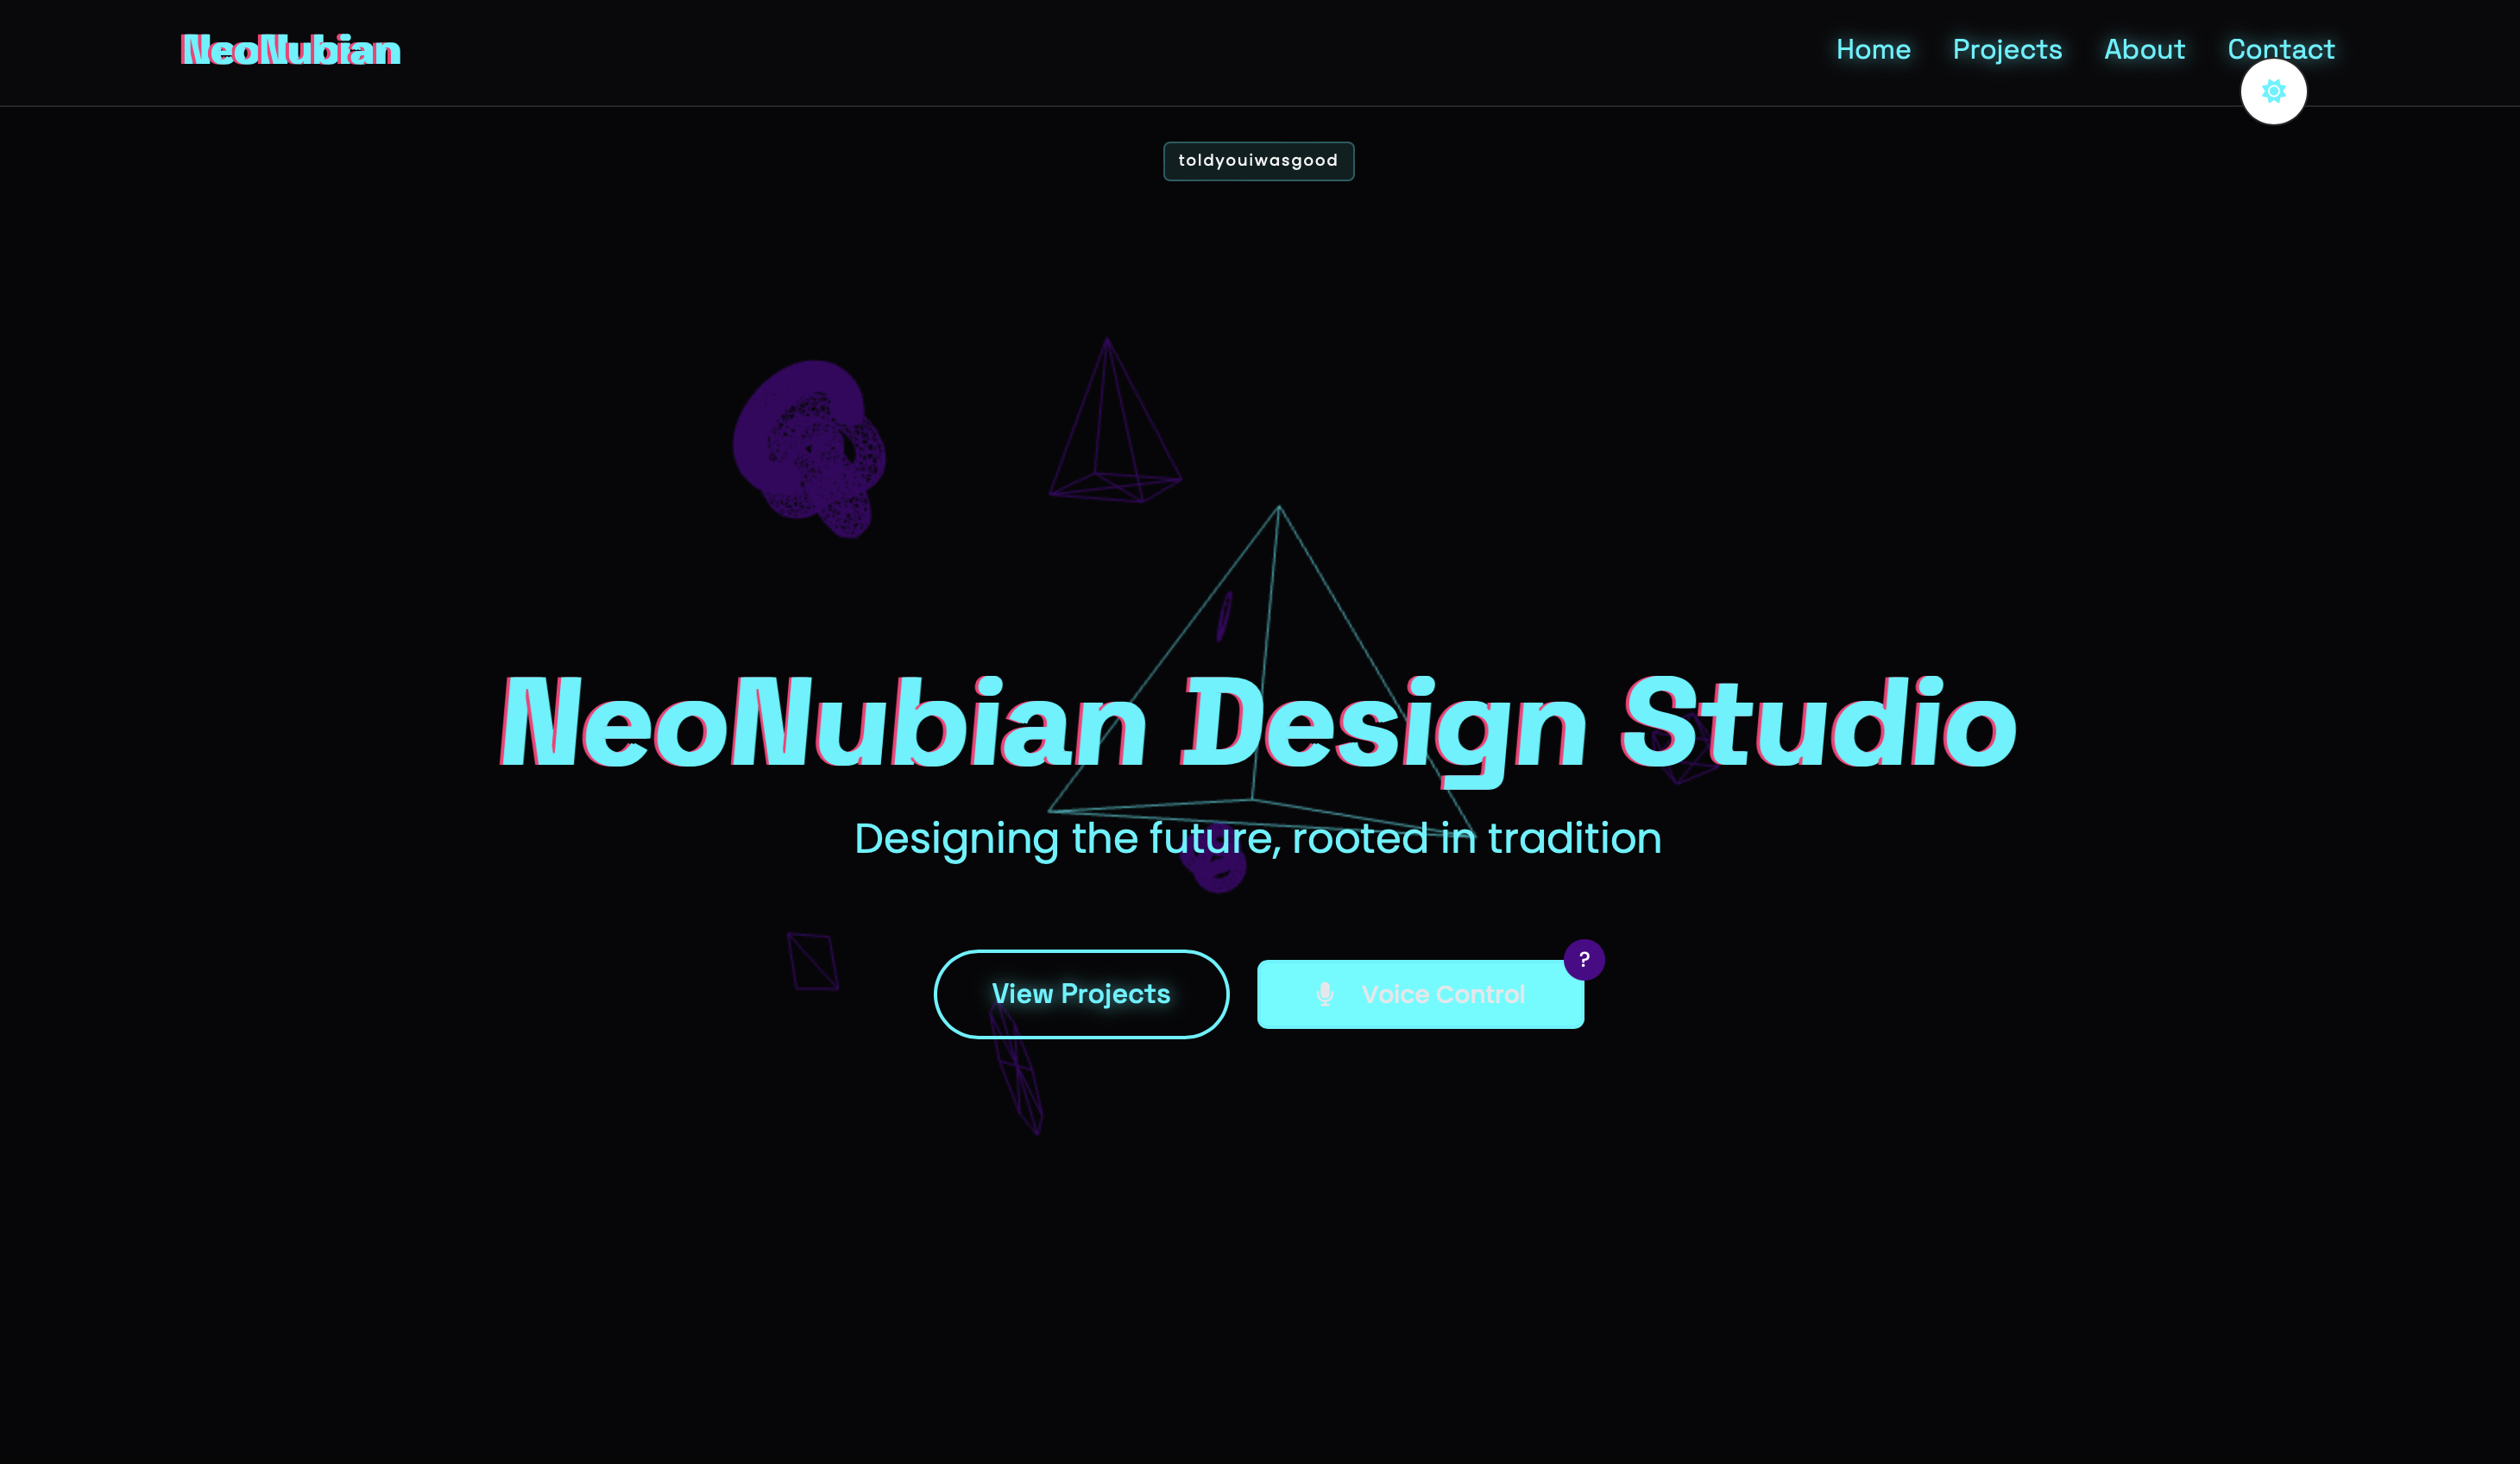 NeoNubian
Home Projects About Contact
toldyouiwasgood
NeoNubian Design Studio
Designing the future, rooted in tradition
View Projects
Voice Control
?